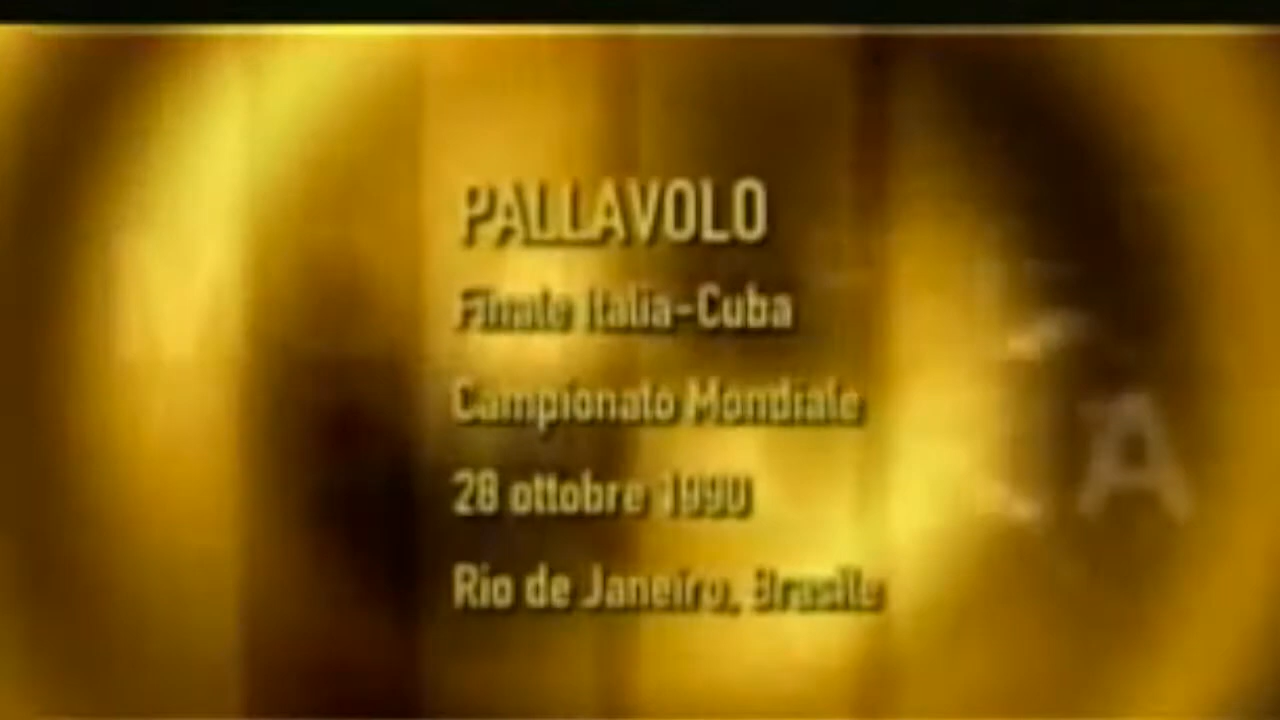 PALLAVOLO
Finale Italia-Cuba
Campionato Mondiale
28 ottobre 1990
Rio de Janeiro, Brasile
A